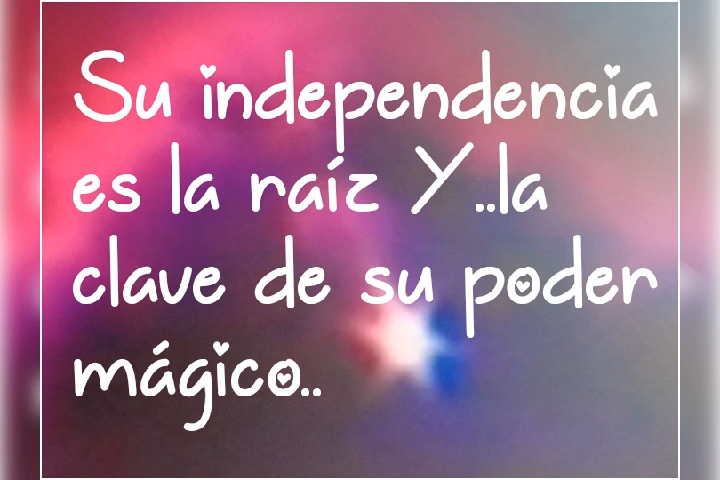 Su independencia
es la raíz Y..la
clave de su poder
mágico..